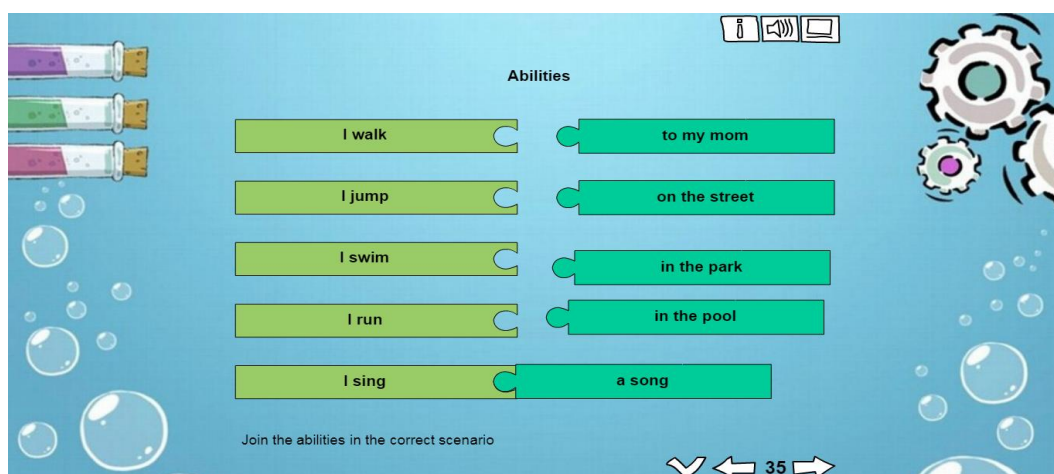 Abilities
I walk
to my mom
I jump
on the street
I swim
in the park
I run
in the pool
I sing
a song
Join the abilities in the correct scenario
35